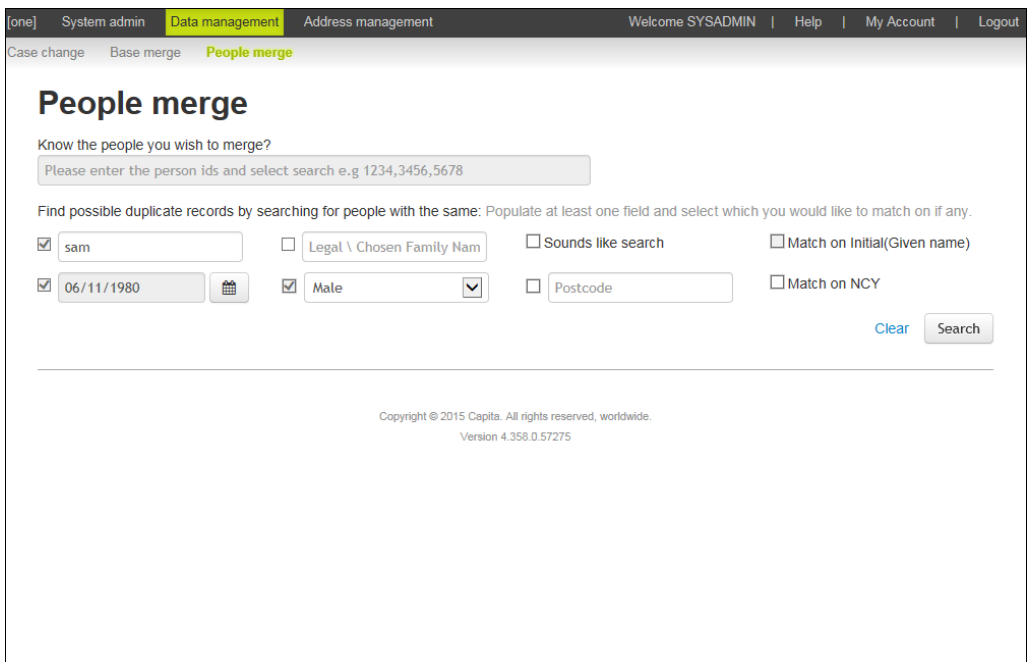 [one] System admin Data management Address management Welcome SYSADMIN | Help | My Account | Logout
Case change Base merge People merge
People merge
Know the people you wish to merge?
Please enter the person ids and select search e.g 1234,3456,5678
Find possible duplicate records by searching for people with the same: Populate at least one field and select which you would like to match on if any.
sam Legal \ Chosen Family Nam Sounds like search Match on Initial(Given name)
06/11/1980 Male Postcode Match on NCY
Clear Search
Copyright © 2015 Capita. All rights reserved, worldwide.
Version 4.358.0.57275